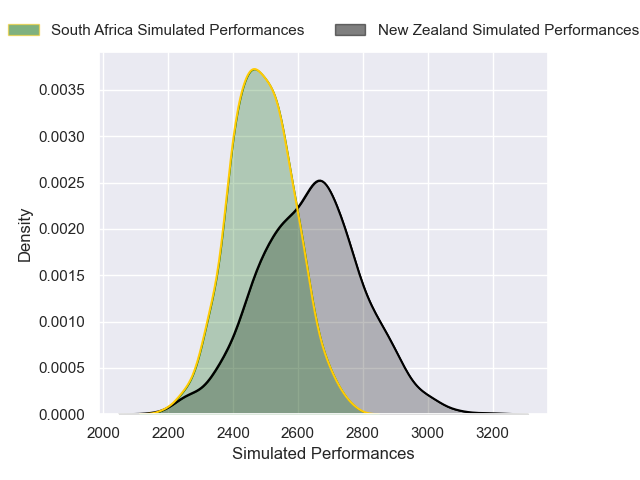 South Africa Simulated Performances
New Zealand Simulated Performances
0.0035
0.0030
0.0025
0.0020
0.0015
0.0010
0.0005
0.0000
Density
2000 2200 2400 2600 2800 3000 3200
Simulated Performances